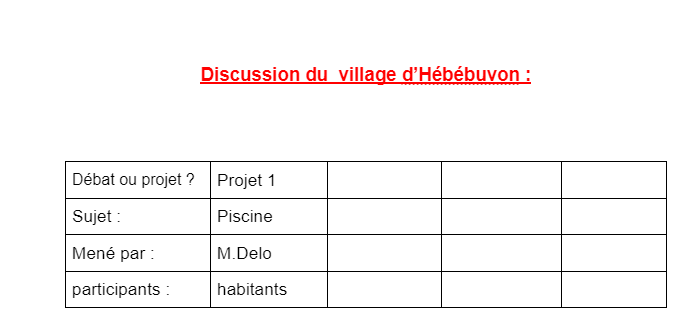 Discussion du  village d’Hébébuvon :
Débat ou projet ? Projet 1
Sujet : Piscine
Mené par : M.Delo
participants : habitants